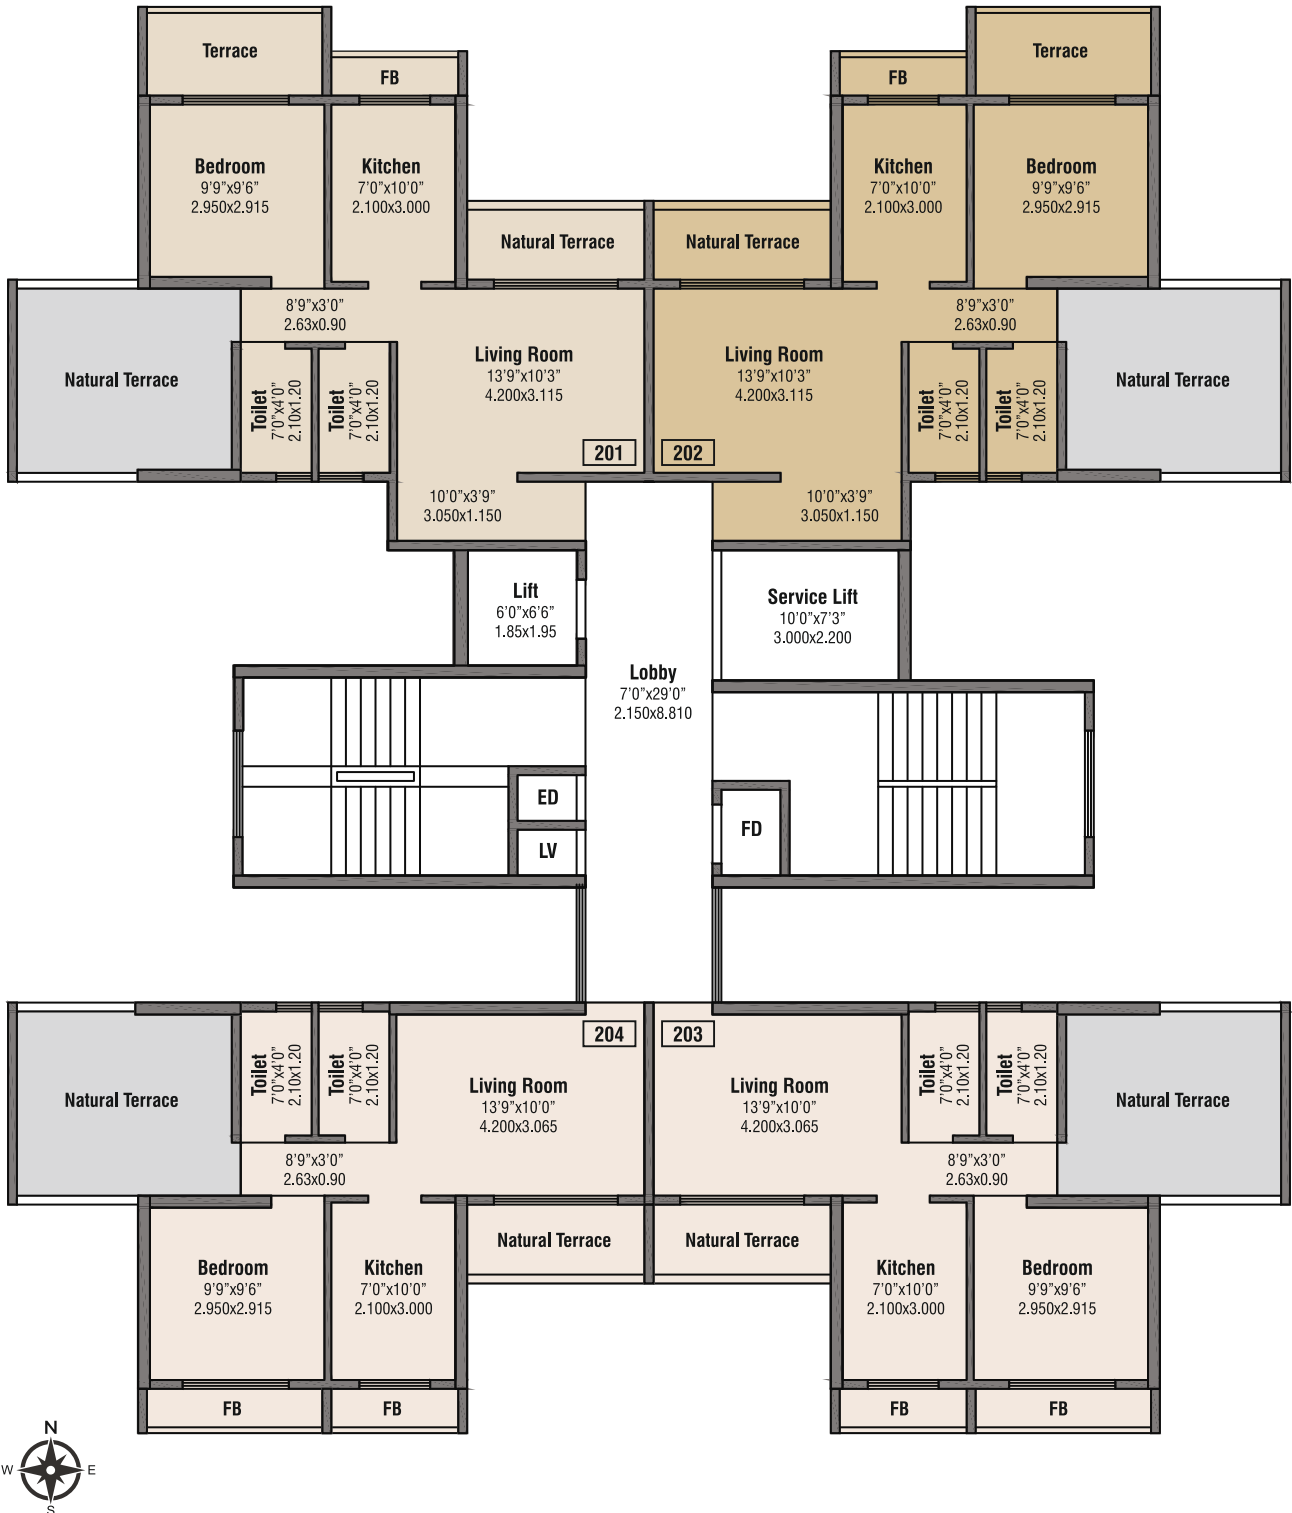 Terrace
FB
FB
Terrace
Bedroom
9'9"x9'6"
2.950x2.915
Kitchen
7'0"x10'0"
2.100x3.000
Kitchen
7'0"x10'0"
2.100x3.000
Bedroom
9'9"x9'6"
2.950x2.915
Natural Terrace
Natural Terrace
8'9"x3'0"
2.63x0.90
8'9"x3'0"
2.63x0.90
Natural Terrace
Toilet
7'0"x4'0"
2.10x1.20
Toilet
7'0"x4'0"
2.10x1.20
Living Room
13'9"x10'3"
4.200x3.115
Living Room
13'9"x10'3"
4.200x3.115
Toilet
7'0"x4'0"
2.10x1.20
Toilet
7'0"x4'0"
2.10x1.20
Natural Terrace
201
202
10'0"x3'9"
3.050x1.150
10'0"x3'9"
3.050x1.150
Lift
6'0"x6'6"
1.85x1.95
Service Lift
10'0"x7'3"
3.000x2.200
Lobby
7'0"x29'0"
2.150x8.810
ED
LV
FD
204
203
Natural Terrace
Toilet
7'0"x4'0"
2.10x1.20
Toilet
7'0"x4'0"
2.10x1.20
Living Room
13'9"x10'0"
4.200x3.065
Living Room
13'9"x10'0"
4.200x3.065
Toilet
7'0"x4'0"
2.10x1.20
Toilet
7'0"x4'0"
2.10x1.20
Natural Terrace
8'9"x3'0"
2.63x0.90
8'9"x3'0"
2.63x0.90
Natural Terrace
Natural Terrace
Bedroom
9'9"x9'6"
2.950x2.915
Kitchen
7'0"x10'0"
2.100x3.000
Kitchen
7'0"x10'0"
2.100x3.000
Bedroom
9'9"x9'6"
2.950x2.915
FB
FB
FB
FB
N
W
E
S